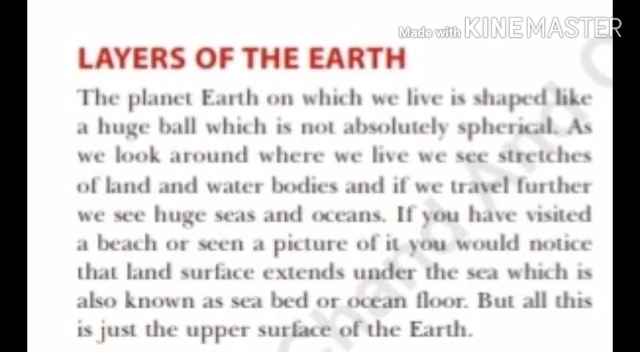 Made with KINEMASTER
LAYERS OF THE EARTH
The planet Earth on which we live is shaped like
a huge ball which is not absolutely spherical. As
we look around where we live we see stretches
of land and water bodies and if we travel further
we see huge seas and oceans. If you have visited
a beach or seen a picture of it you would notice
that land surface extends under the sea which is
also known as sea bed or ocean floor. But all this
is just the upper surface of the Earth.